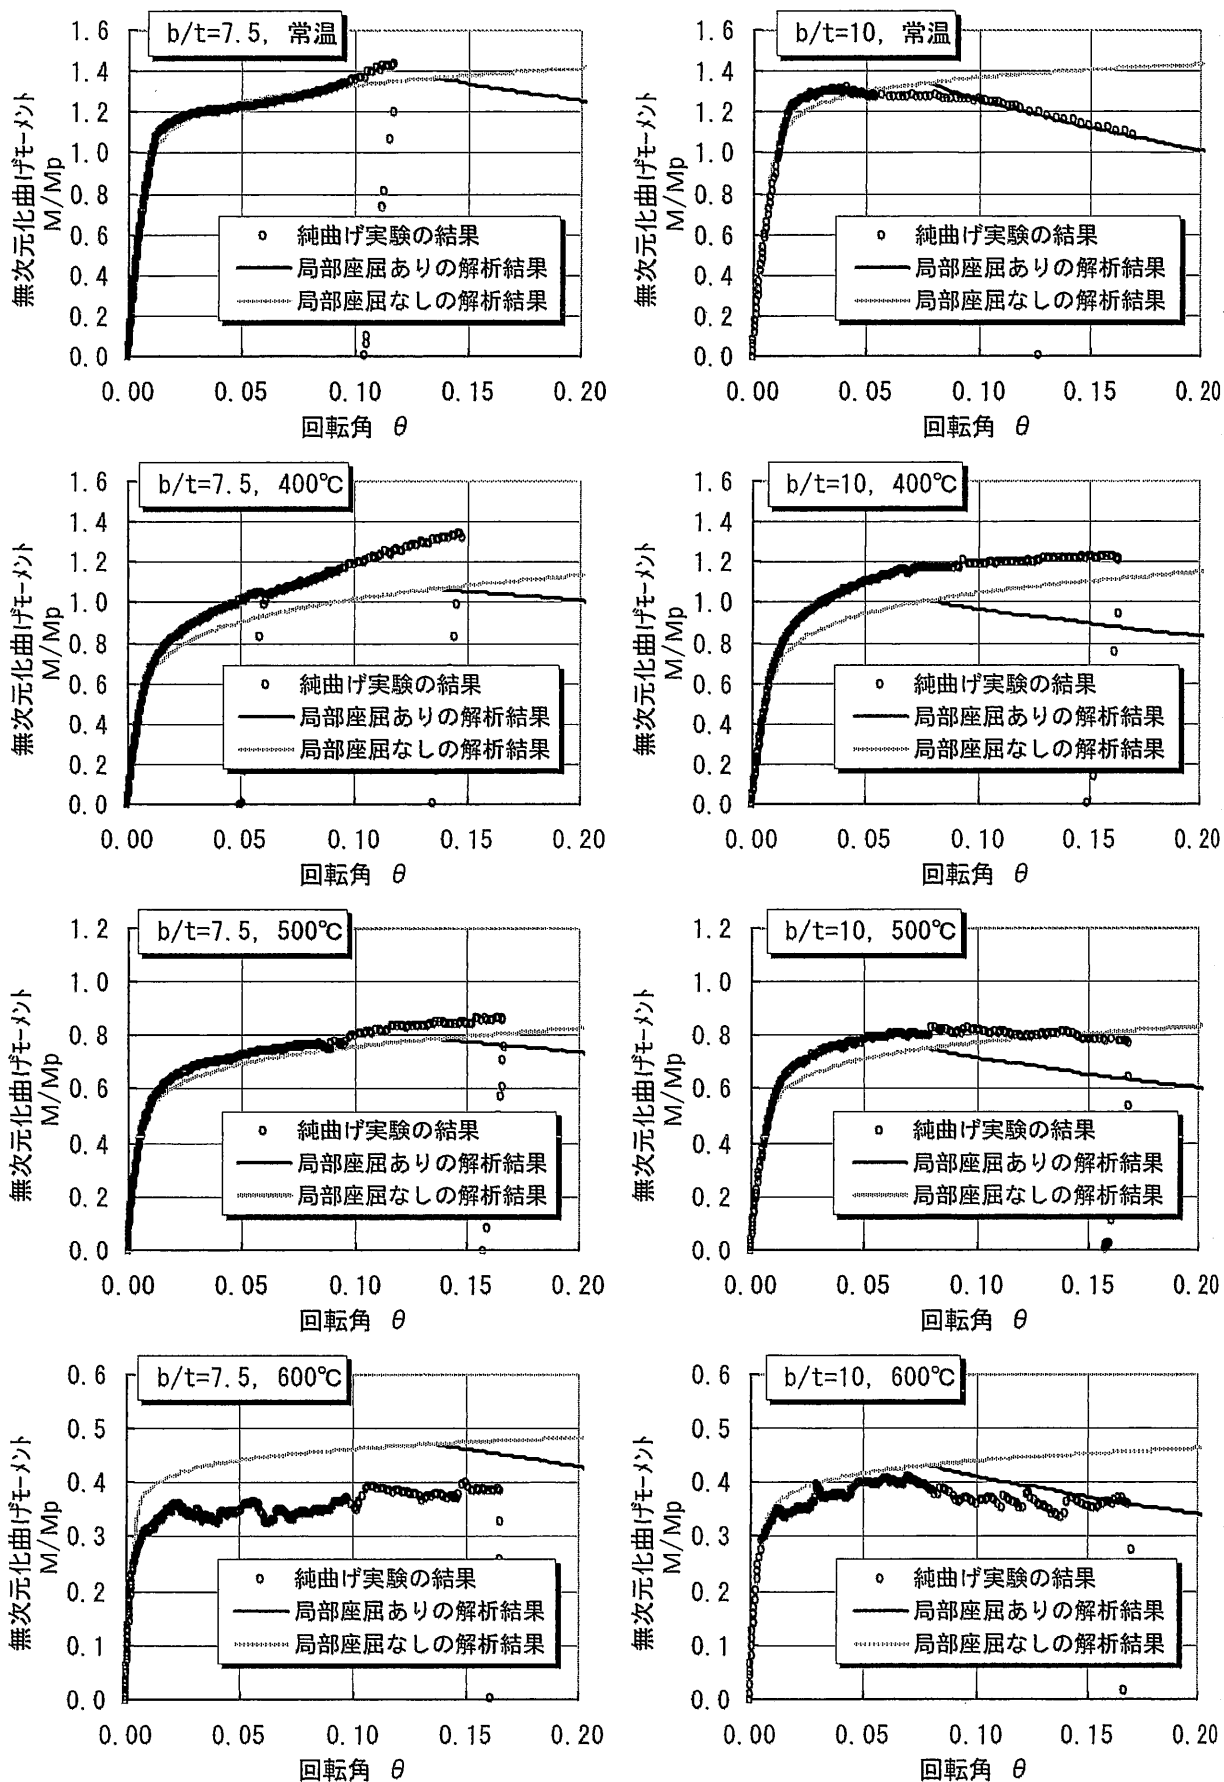 b/t=7.5, 常温
1.6
1.4
1.2
1.0
0.8
0.6
0.4
0.2
0.0
無次元化曲げモーメント
M/Mp
純曲げ実験の結果
局部座屈ありの解析結果
局部座屈なしの解析結果
0.00 0.05 0.10 0.15 0.20
回転角 θ
b/t=10, 常温
1.6
1.4
1.2
1.0
0.8
0.6
0.4
0.2
0.0
無次元化曲げモーメント
M/Mp
純曲げ実験の結果
局部座屈ありの解析結果
局部座屈なしの解析結果
0.00 0.05 0.10 0.15 0.20
回転角 θ
b/t=7.5, 400℃
1.6
1.4
1.2
1.0
0.8
0.6
0.4
0.2
0.0
無次元化曲げモーメント
M/Mp
純曲げ実験の結果
局部座屈ありの解析結果
局部座屈なしの解析結果
0.00 0.05 0.10 0.15 0.20
回転角 θ
b/t=10, 400℃
1.6
1.4
1.2
1.0
0.8
0.6
0.4
0.2
0.0
無次元化曲げモーメント
M/Mp
純曲げ実験の結果
局部座屈ありの解析結果
局部座屈なしの解析結果
0.00 0.05 0.10 0.15 0.20
回転角 θ
b/t=7.5, 500℃
1.2
1.0
0.8
0.6
0.4
0.2
0.0
無次元化曲げモーメント
M/Mp
純曲げ実験の結果
局部座屈ありの解析結果
局部座屈なしの解析結果
0.00 0.05 0.10 0.15 0.20
回転角 θ
b/t=10, 500℃
1.2
1.0
0.8
0.6
0.4
0.2
0.0
無次元化曲げモーメント
M/Mp
純曲げ実験の結果
局部座屈ありの解析結果
局部座屈なしの解析結果
0.00 0.05 0.10 0.15 0.20
回転角 θ
b/t=7.5, 600℃
0.6
0.5
0.4
0.3
0.2
0.1
0.0
無次元化曲げモーメント
M/Mp
純曲げ実験の結果
局部座屈ありの解析結果
局部座屈なしの解析結果
0.00 0.05 0.10 0.15 0.20
回転角 θ
b/t=10, 600℃
0.6
0.5
0.4
0.3
0.2
0.1
0.0
無次元化曲げモーメント
M/Mp
純曲げ実験の結果
局部座屈ありの解析結果
局部座屈なしの解析結果
0.00 0.05 0.10 0.15 0.20
回転角 θ